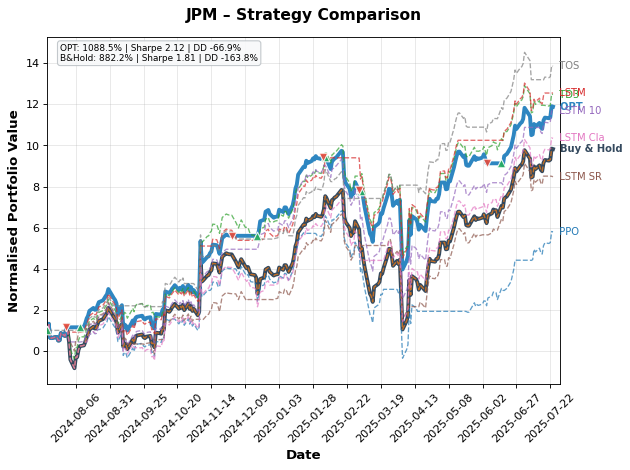 JPM – Strategy Comparison
OPT: 1088.5% | Sharpe 2.12 | DD -66.9%
B&Hold: 882.2% | Sharpe 1.81 | DD -163.8%
Normalised Portfolio Value
14
12
10
8
6
4
2
0
TOS
LSTM
OPT
LSTM 10
LSTM Cla
Buy & Hold
LSTM SR
PPO
2024-08-06
2024-08-31
2024-09-25
2024-10-20
2024-11-14
2024-12-09
2025-01-03
2025-01-28
2025-02-22
2025-03-19
2025-04-13
2025-05-08
2025-06-02
2025-06-27
2025-07-22
Date